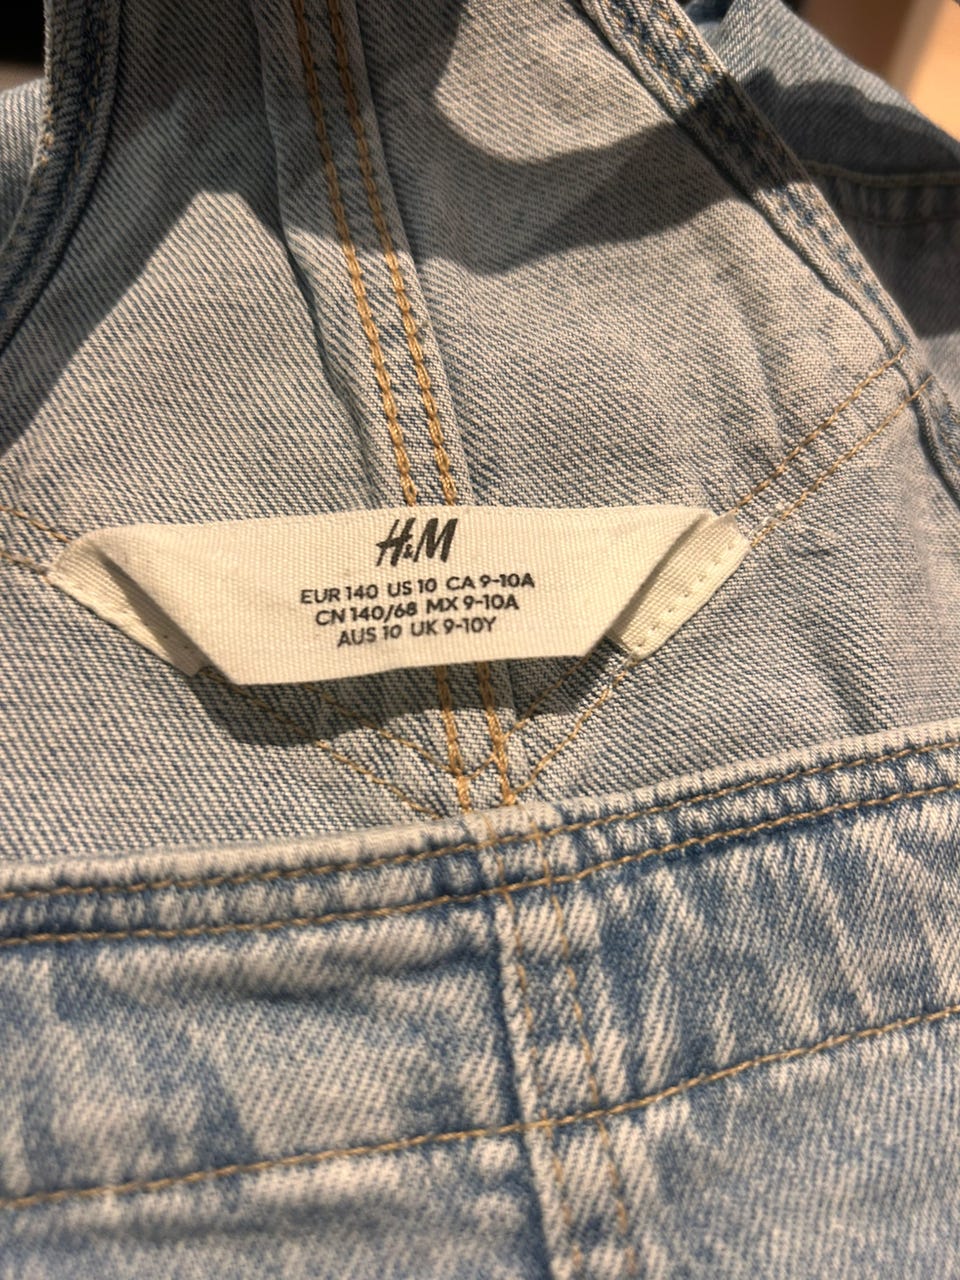 H&M
EUR 140 US 10 CA 9-10A
CN 140/68 MX 9-10A
AUS 10 UK 9-10Y